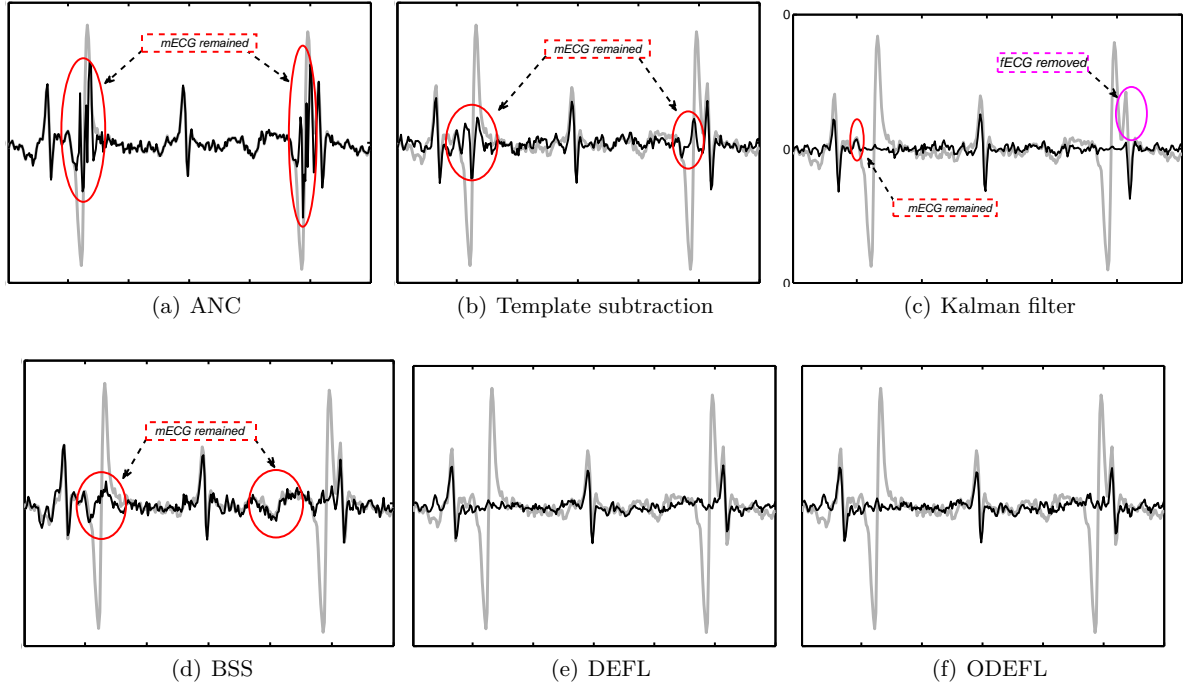 mECG remained
mECG remained
0
fECG removed
0
mECG remained
0
(a) ANC
(b) Template subtraction
(c) Kalman filter
mECG remained
(d) BSS
(e) DEFL
(f) ODEFL